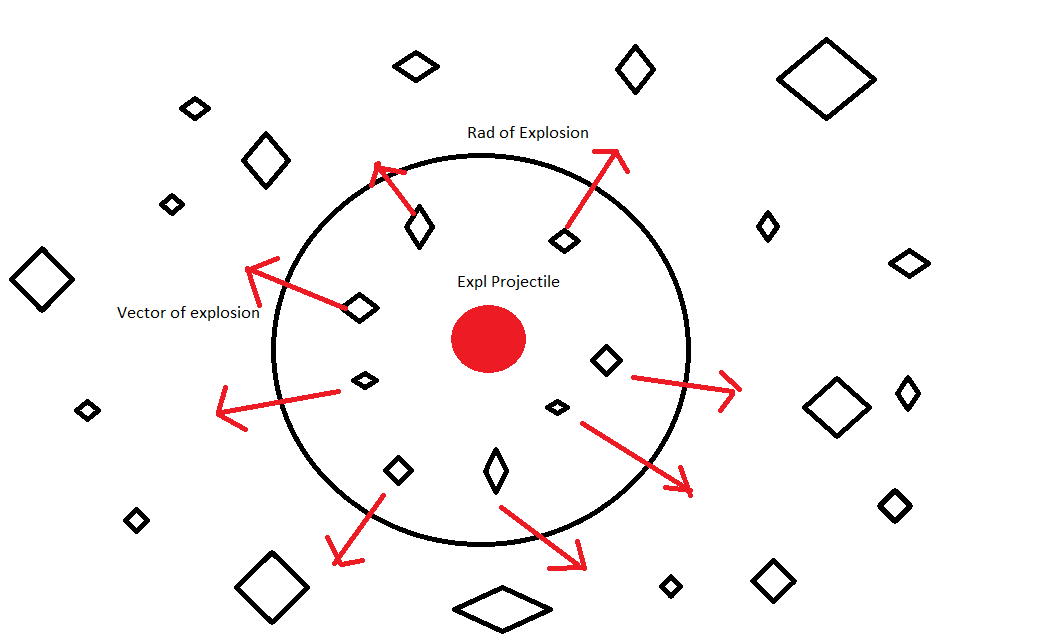 Rad of Explosion
Expl Projectile
Vector of explosion